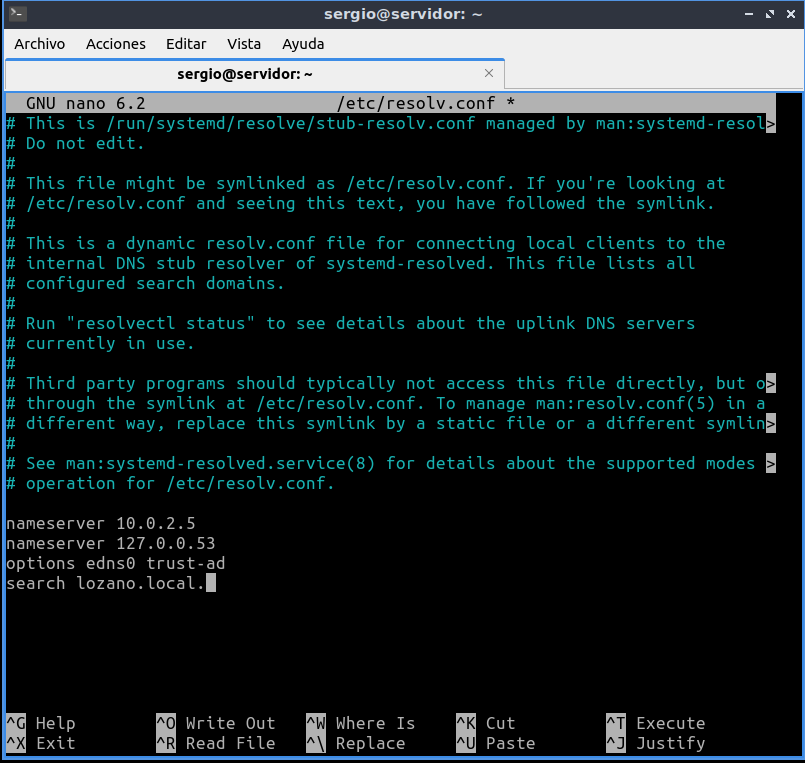 sergio@servidor: ~
Archivo Acciones Editar Vista Ayuda
sergio@servidor: ~
GNU nano 6.2 /etc/resolv.conf *
# This is /run/systemd/resolve/stub-resolv.conf managed by man:systemd-resol>
# Do not edit.
#
# This file might be symlinked as /etc/resolv.conf. If you're looking at
# /etc/resolv.conf and seeing this text, you have followed the symlink.
#
# This is a dynamic resolv.conf file for connecting local clients to the
# internal DNS stub resolver of systemd-resolved. This file lists all
# configured search domains.
#
# Run "resolvectl status" to see details about the uplink DNS servers
# currently in use.
#
# Third party programs should typically not access this file directly, but o>
# through the symlink at /etc/resolv.conf. To manage man:resolv.conf(5) in a
# different way, replace this symlink by a static file or a different symlin>
#
# See man:systemd-resolved.service(8) for details about the supported modes >
# operation for /etc/resolv.conf.
nameserver 10.0.2.5
nameserver 127.0.0.53
options edns0 trust-ad
search lozano.local.
^G Help ^O Write Out ^W Where Is ^K Cut ^T Execute
^X Exit ^R Read File ^\ Replace ^U Paste ^J Justify